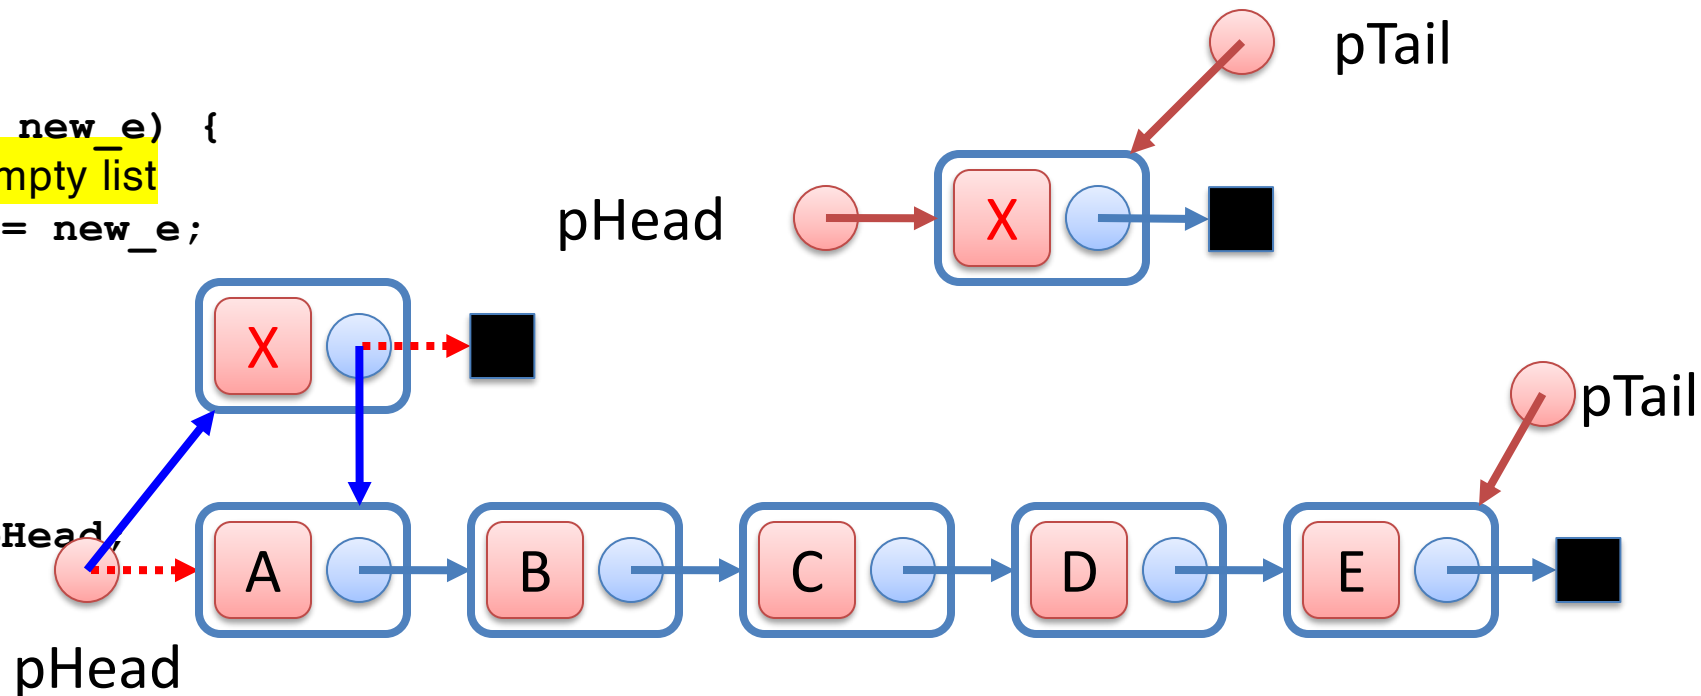 pTail
new_e) {
mpty list
= new_e;
pHead
X
X
pTail
Head,
A
B
C
D
E
pHead